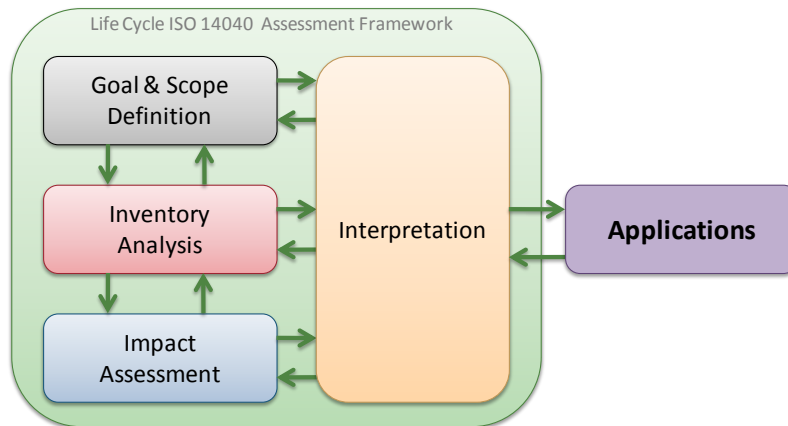 Life Cycle ISO 14040 Assessment Framework
Goal & Scope
Definition
Inventory
Analysis
Impact
Assessment
Interpretation
Applications